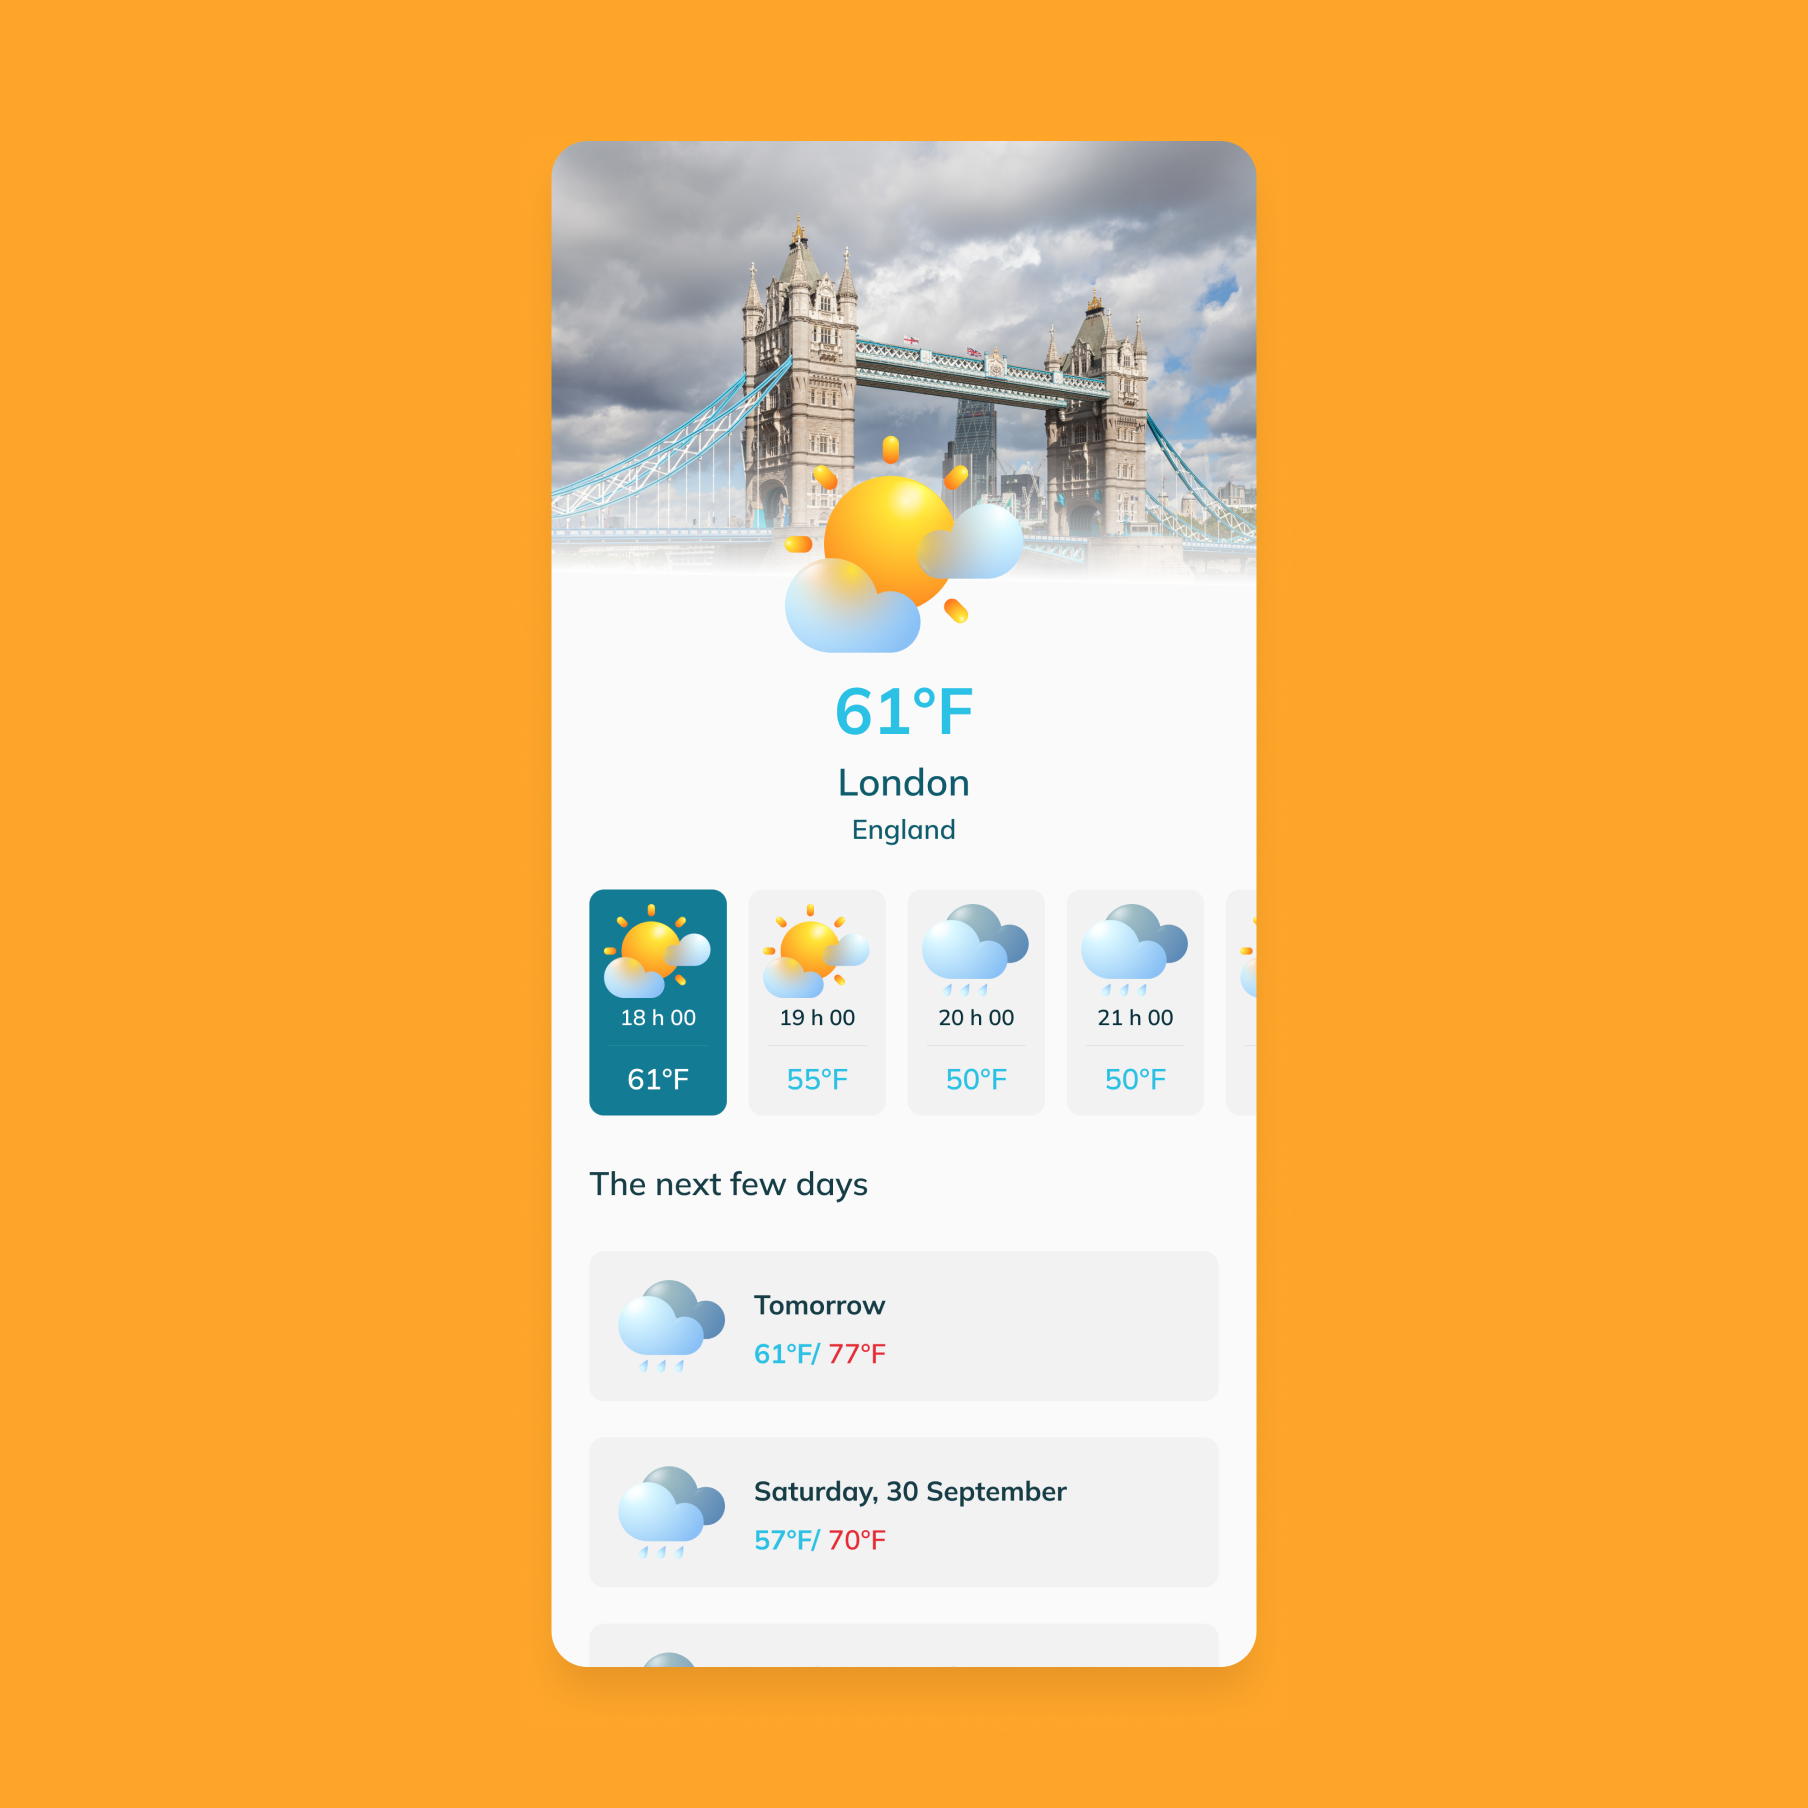 61°F
London
England
18 h 00
19 h 00
20 h 00
21 h 00
61°F
55°F
50°F
50°F
The next few days
Tomorrow
61°F/ 77°F
Saturday, 30 September
57°F/ 70°F